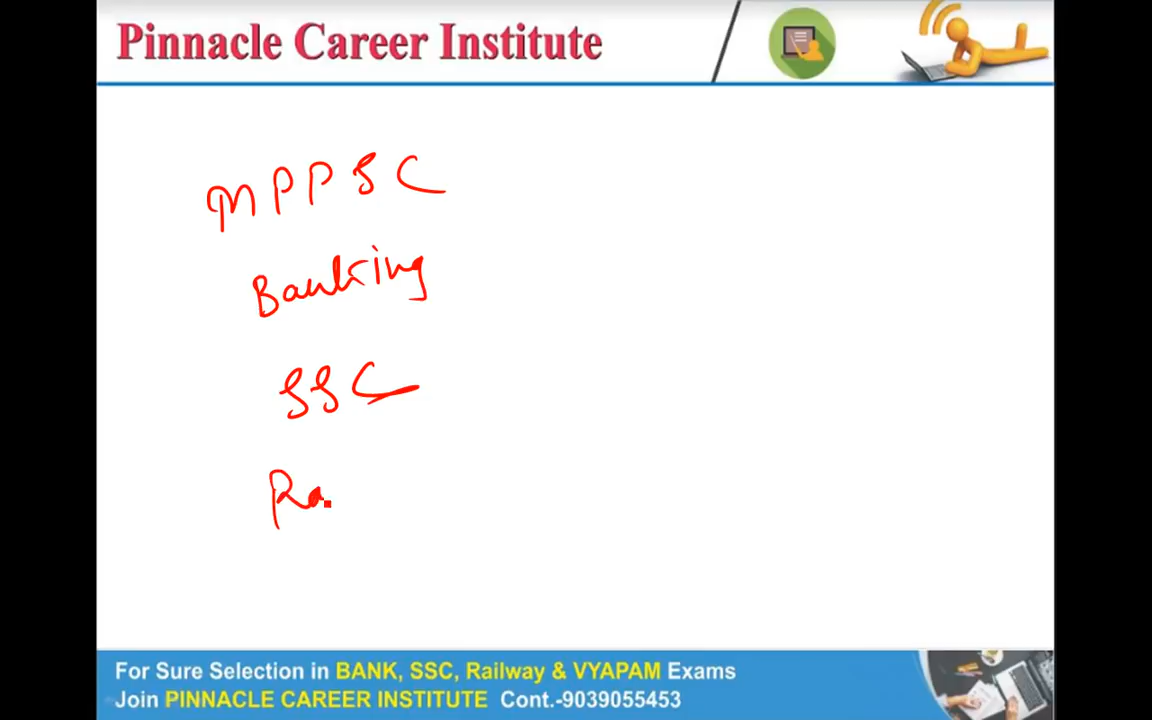 Pinnacle Career Institute
MPPSC
Banking
SSC
Ra
For Sure Selection in BANK, SSC, Railway & VYAPAM Exams
Join PINNACLE CAREER INSTITUTE Cont.-9039055453